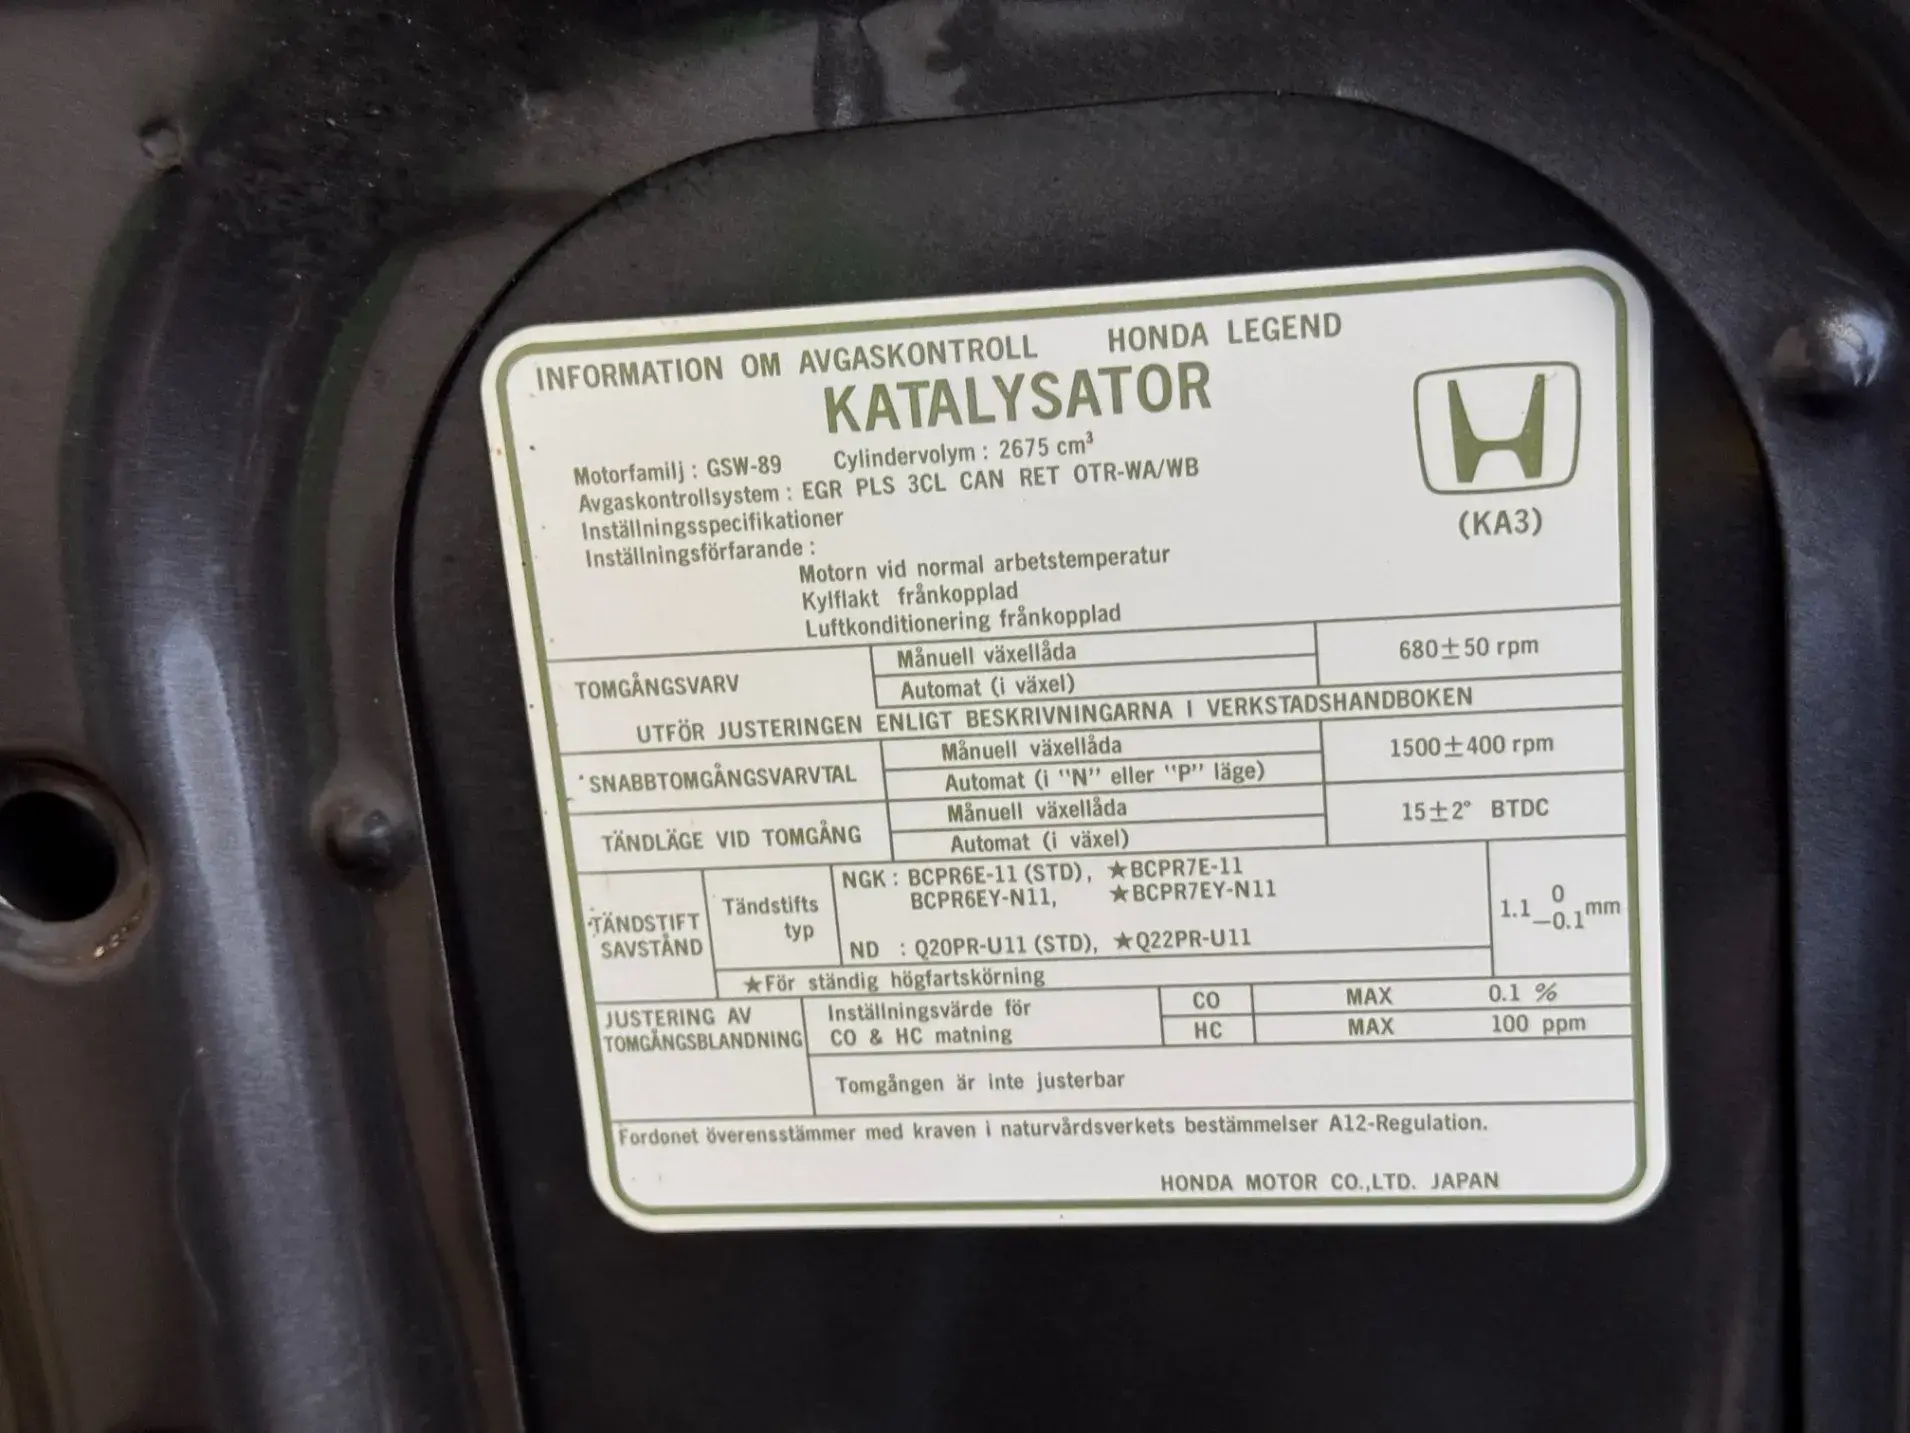 INFORMATION OM AVGASKONTROLL HONDA LEGEND
KATALYSATOR
Motorfamilj : GSW-89 Cylindervolym : 2675 cm³
Avgaskontrollsystem : EGR PLS 3CL CAN RET OTR-WA/WB
Inställningsspecifikationer
Inställningsförfarande :
(KA3)
Motorn vid normal arbetstemperatur
Kylflakt frånkopplad
Luftkonditionering frånkopplad
TOMGÅNGSVARV
Månuell växellåda
Automat (i växel)
680±50 rpm
UTFÖR JUSTERINGEN ENLIGT BESKRIVNINGARNA I VERKSTADSHANDBOKEN
SNABBTOMGÅNGSVARVTAL
Månuell växellåda
Automat (i "N" eller "P" läge)
1500±400 rpm
TÄNDLÄGE VID TOMGÅNG
Månuell växellåda
Automat (i växel)
15±2° BTDC
TÄNDSTIFT
SAVSTÅND
Tändstifts
typ
NGK : BCPR6E-11 (STD), ★BCPR7E-11
BCPR6EY-N11, ★BCPR7EY-N11
ND : Q20PR-U11 (STD), ★Q22PR-U11
1.1 0 −0.1 mm
★För ständig högfartskörning
JUSTERING AV
TOMGÅNGSBLANDNING
Inställningsvärde för
CO & HC matning
CO MAX 0.1 %
HC MAX 100 ppm
Tomgången är inte justerbar
Fordonet överensstämmer med kraven i naturvårdsverkets bestämmelser A12-Regulation.
HONDA MOTOR CO.,LTD. JAPAN